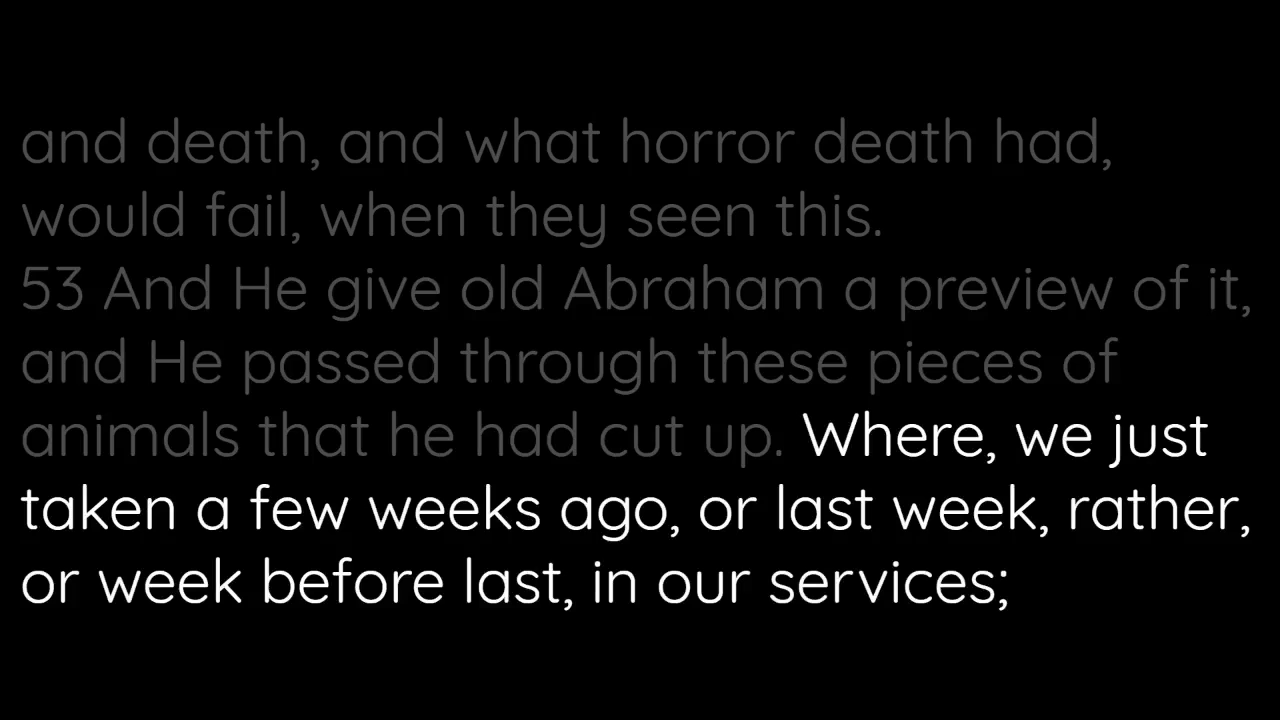 and death, and what horror death had,
would fail, when they seen this.
53 And He give old Abraham a preview of it,
and He passed through these pieces of
animals that he had cut up. Where, we just
taken a few weeks ago, or last week, rather,
or week before last, in our services;